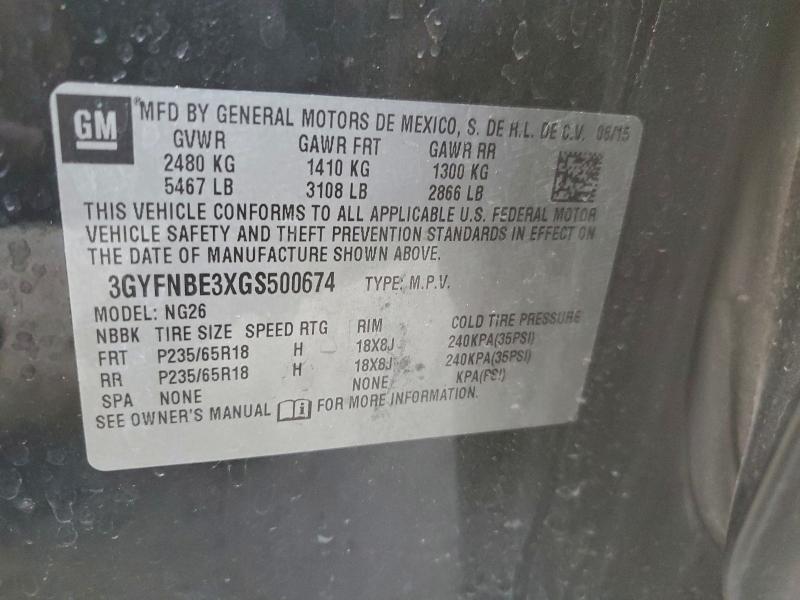 GM
MFD BY GENERAL MOTORS DE MEXICO, S. DE R.L. DE C.V. 06/15
GVWR GAWR FRT GAWR RR
2480 KG 1410 KG 1300 KG
5467 LB 3108 LB 2866 LB
THIS VEHICLE CONFORMS TO ALL APPLICABLE U.S. FEDERAL MOTOR
VEHICLE SAFETY AND THEFT PREVENTION STANDARDS IN EFFECT ON
THE DATE OF MANUFACTURE SHOWN ABOVE.
3GYFNBE3XGS500674 TYPE: M.P.V.
MODEL: NG26
NBBK TIRE SIZE SPEED RTG RIM COLD TIRE PRESSURE
FRT P235/65R18 H 18X8J 240KPA(35PSI)
RR P235/65R18 H 18X8J 240KPA(35PSI)
SPA NONE NONE KPA(PSI)
SEE OWNER'S MANUAL i FOR MORE INFORMATION.